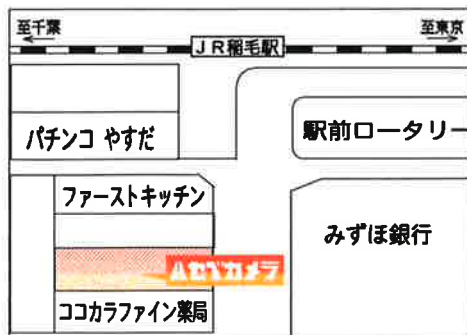 至千葉
至東京
JR稲毛駅
パチンコ やすだ
駅前ロータリー
ファーストキッチン
みずほ銀行
ハセベカメラ
ココカラファイン薬局